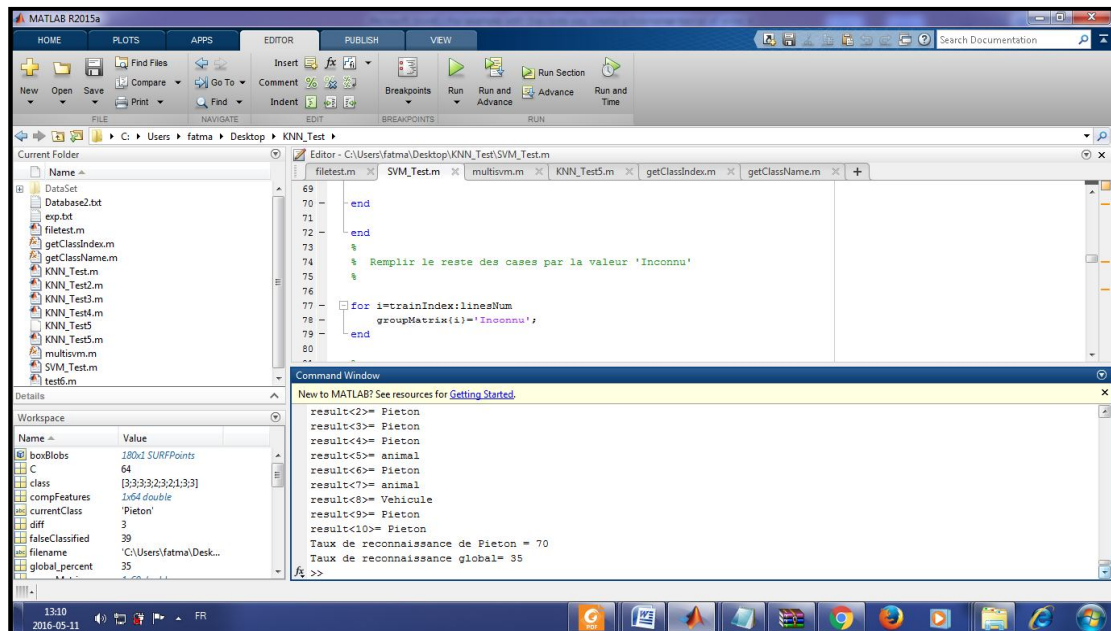 MATLAB R2015a
HOME PLOTS APPS EDITOR PUBLISH VIEW
Search Documentation
New Open Save
Find Files
Compare
Print
Go To
Find
Insert
Comment
Indent
Breakpoints
Run
Run and Advance
Run Section
Advance
Run and Time
FILE NAVIGATE EDIT BREAKPOINTS RUN
C: Users fatma Desktop KNN_Test
Current Folder
Name
DataSet
Database2.txt
exp.txt
filetest.m
getClassIndex.m
getClassName.m
KNN_Test.m
KNN_Test2.m
KNN_Test3.m
KNN_Test4.m
KNN_Test5
KNN_Test5.m
multisvm.m
SVM_Test.m
test6.m
Details
Workspace
Name Value
boxBlobs 180x1 SURFPoints
C 64
class [3;3;3;3;2;3;2;1;3;3]
compFeatures 1x64 double
currentClass 'Pieton'
diff 3
falseClassified 39
filename 'C:\Users\fatma\Desk...
global_percent 35
Editor - C:\Users\fatma\Desktop\KNN_Test\SVM_Test.m
filetest.m SVM_Test.m multisvm.m KNN_Test5.m getClassIndex.m getClassName.m +
69
70 - end
71
72 - end
73 %
74 % Remplir le reste des cases par la valeur 'Inconnu'
75 %
76
77 - for i=trainIndex:linesNum
78 - groupMatrix{i}='Inconnu';
79 - end
80
Command Window
New to MATLAB? See resources for Getting Started.
result<2>= Pieton
result<3>= Pieton
result<4>= Pieton
result<5>= animal
result<6>= Pieton
result<7>= animal
result<8>= Vehicule
result<9>= Pieton
result<10>= Pieton
Taux de reconnaissance de Pieton = 70
Taux de reconnaissance global= 35
fx >>
13:10
2016-05-11
FR